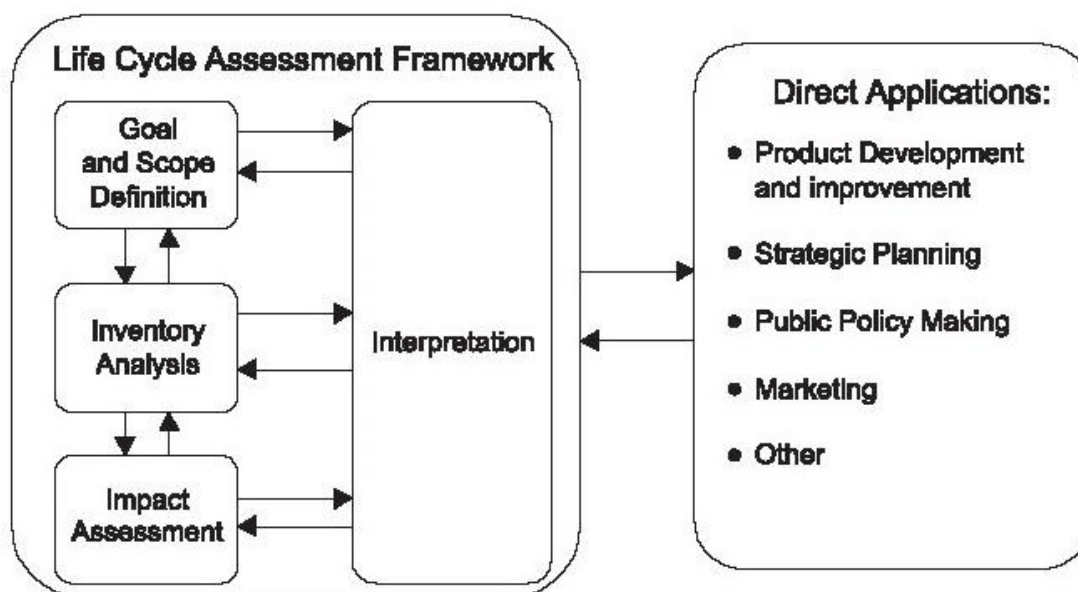 Life Cycle Assessment Framework
Goal
and Scope
Definition
Inventory
Analysis
Impact
Assessment
Interpretation
Direct Applications:
• Product Development
and improvement
• Strategic Planning
• Public Policy Making
• Marketing
• Other